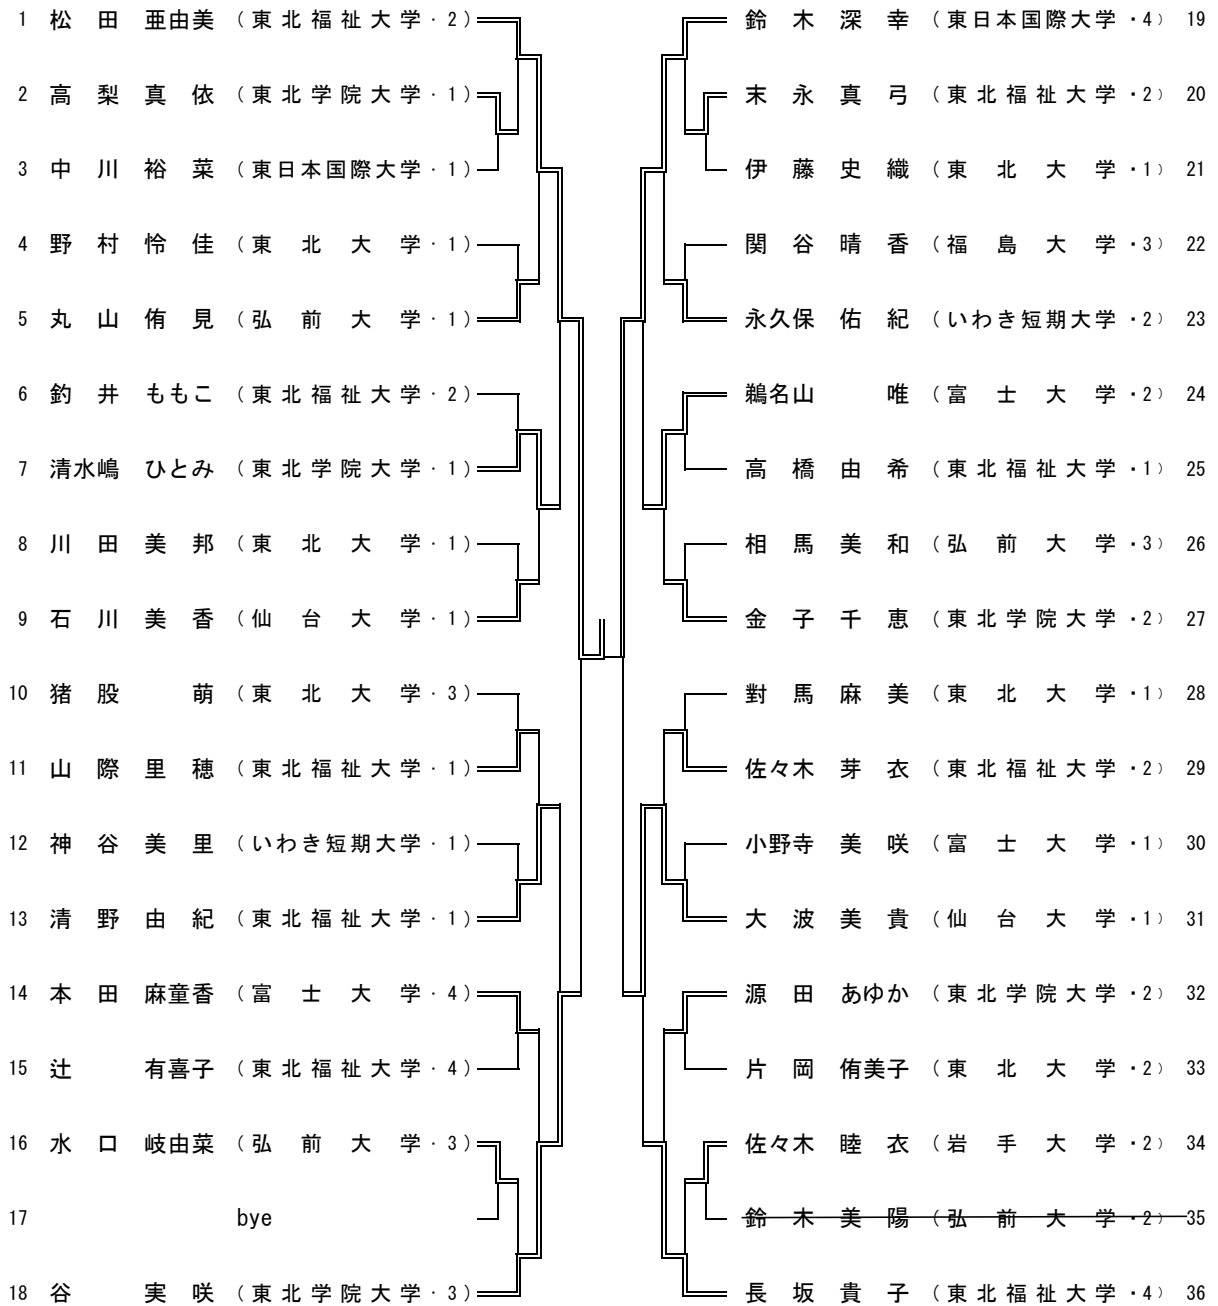 1 松田 亜由美 (東北福祉大学・2)
2 高梨真依 (東北学院大学・1)
3 中川裕菜 (東日本国際大学・1)
4 野村怜佳 (東北大学・1)
5 丸山侑見 (弘前大学・1)
6 釣井 ももこ (東北福祉大学・2)
7 清水嶋 ひとみ (東北学院大学・1)
8 川田美邦 (東北大学・1)
9 石川美香 (仙台大学・1)
10 猪股 萌 (東北大学・3)
11 山際里穂 (東北福祉大学・1)
12 神谷美里 (いわき短期大学・1)
13 清野由紀 (東北福祉大学・1)
14 本田 麻童香 (富士大学・4)
15 辻 有喜子 (東北福祉大学・4)
16 水口 岐由菜 (弘前大学・3)
17 bye
18 谷 実咲 (東北学院大学・3)
鈴木深幸 (東日本国際大学・4) 19
末永真弓 (東北福祉大学・2) 20
伊藤史織 (東北大学・1) 21
関谷晴香 (福島大学・3) 22
永久保 佑紀 (いわき短期大学・2) 23
鵜名山 唯 (富士大学・2) 24
高橋由希 (東北福祉大学・1) 25
相馬美和 (弘前大学・3) 26
金子千恵 (東北学院大学・2) 27
對馬麻美 (東北大学・1) 28
佐々木 芽衣 (東北福祉大学・2) 29
小野寺 美咲 (富士大学・1) 30
大波美貴 (仙台大学・1) 31
源田 あゆか (東北学院大学・2) 32
片岡 侑美子 (東北大学・2) 33
佐々木 睦衣 (岩手大学・2) 34
鈴木美陽 (弘前大学・2) 35
長坂貴子 (東北福祉大学・4) 36